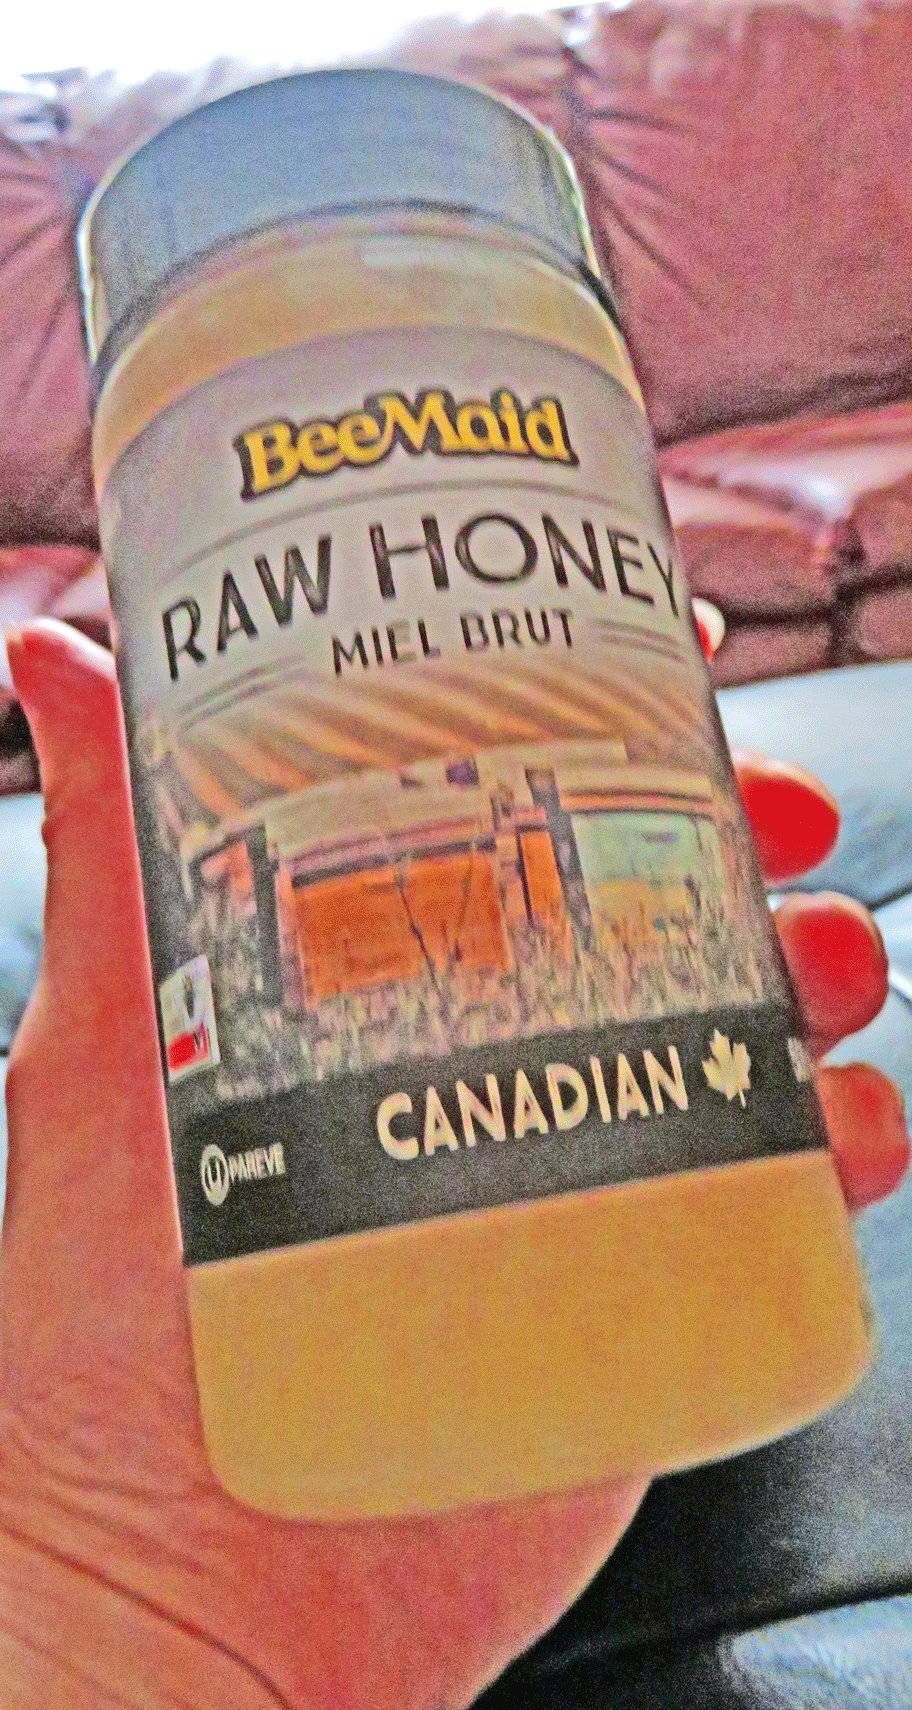 BeeMaid
RAW HONEY
MIEL BRUT
CANADIAN
U PAREVE